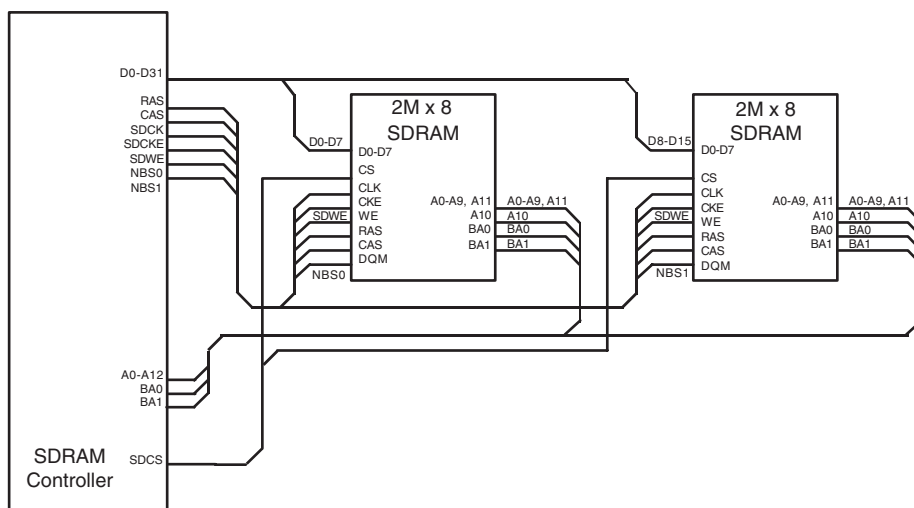 D0-D31
RAS
CAS
SDCK
SDCKE
SDWE
NBS0
NBS1
A0-A12
BA0
BA1
SDCS
SDRAM
Controller
2M x 8
SDRAM
D0-D7
D0-D7
CS
CLK
CKE
SDWE WE
RAS
CAS
DQM
NBS0
A0-A9, A11 A0-A9, A11
A10 A10
BA0 BA0
BA1 BA1
2M x 8
SDRAM
D8-D15
D0-D7
CS
CLK
CKE
SDWE WE
RAS
CAS
DQM
NBS1
A0-A9, A11 A0-A9, A11
A10 A10
BA0 BA0
BA1 BA1